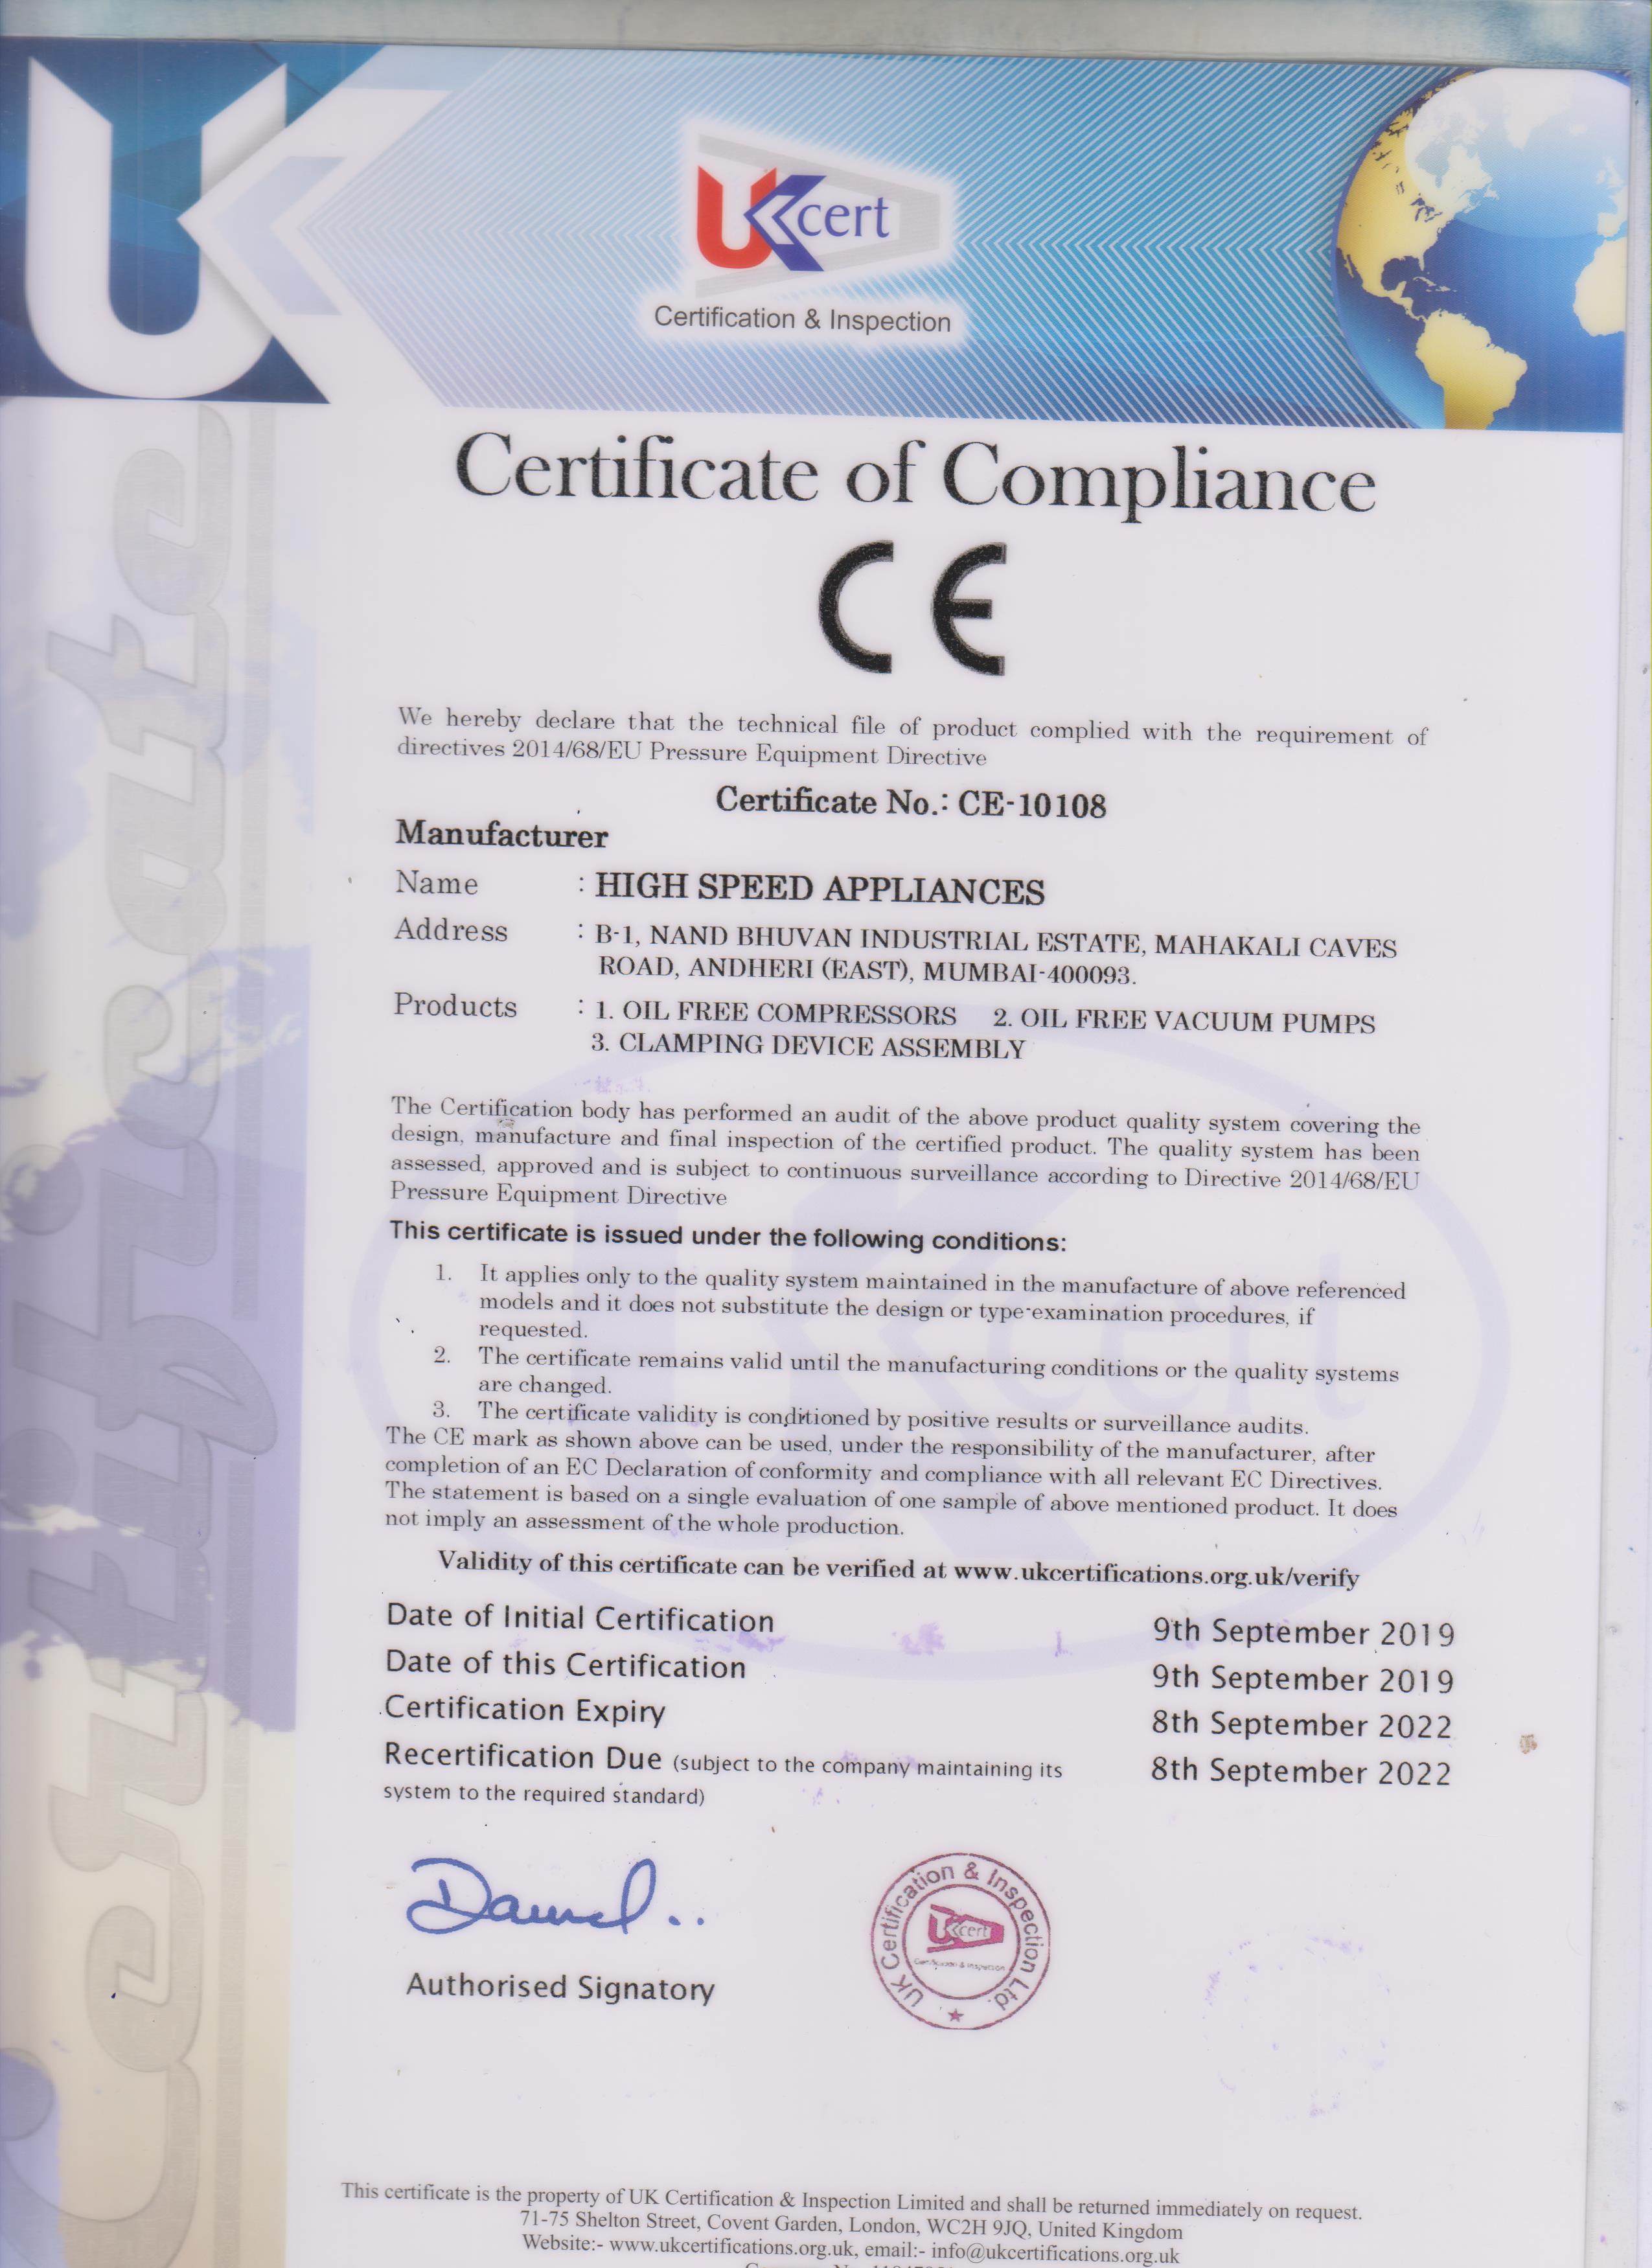 UK
UKcert
Certification & Inspection
Certificate of Compliance
CE
We hereby declare that the technical file of product complied with the requirement of
directives 2014/68/EU Pressure Equipment Directive
Certificate No.: CE-10108
Manufacturer
Name : HIGH SPEED APPLIANCES
Address : B-1, NAND BHUVAN INDUSTRIAL ESTATE, MAHAKALI CAVES
ROAD, ANDHERI (EAST), MUMBAI-400093.
Products : 1. OIL FREE COMPRESSORS 2. OIL FREE VACUUM PUMPS
3. CLAMPING DEVICE ASSEMBLY
The Certification body has performed an audit of the above product quality system covering the
design, manufacture and final inspection of the certified product. The quality system has been
assessed, approved and is subject to continuous surveillance according to Directive 2014/68/EU
Pressure Equipment Directive
This certificate is issued under the following conditions:
1. It applies only to the quality system maintained in the manufacture of above referenced
models and it does not substitute the design or type-examination procedures, if
requested.
2. The certificate remains valid until the manufacturing conditions or the quality systems
are changed.
3. The certificate validity is conditioned by positive results or surveillance audits.
The CE mark as shown above can be used, under the responsibility of the manufacturer, after
completion of an EC Declaration of conformity and compliance with all relevant EC Directives.
The statement is based on a single evaluation of one sample of above mentioned product. It does
not imply an assessment of the whole production.
Validity of this certificate can be verified at www.ukcertifications.org.uk/verify
Date of Initial Certification 9th September 2019
Date of this Certification 9th September 2019
Certification Expiry 8th September 2022
Recertification Due (subject to the company maintaining its 8th September 2022
system to the required standard)
Authorised Signatory
UK Certification & Inspection Ltd.
UKcert
Certification & Inspection
This certificate is the property of UK Certification & Inspection Limited and shall be returned immediately on request.
71-75 Shelton Street, Covent Garden, London, WC2H 9JQ, United Kingdom
Website:- www.ukcertifications.org.uk, email:- info@ukcertifications.org.uk
Certificate